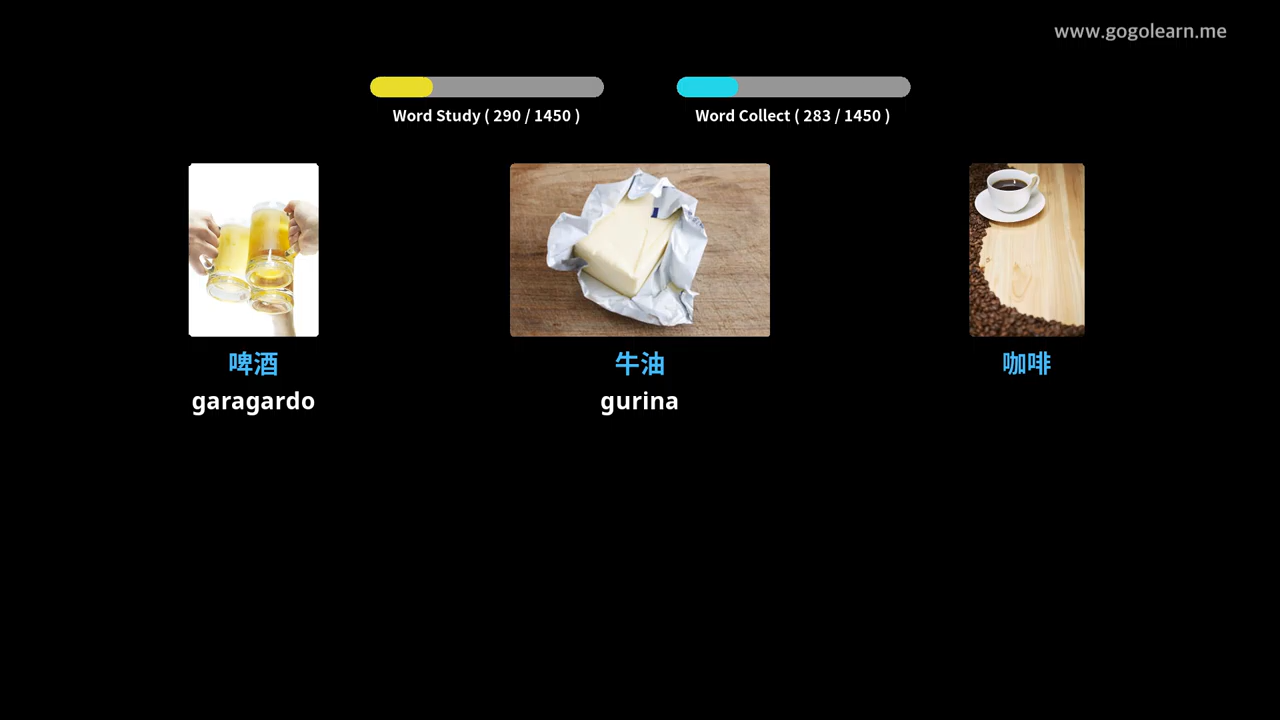 www.gogolearn.me
Word Study ( 290 / 1450 )
Word Collect ( 283 / 1450 )
啤酒
牛油
咖啡
garagardo
gurina